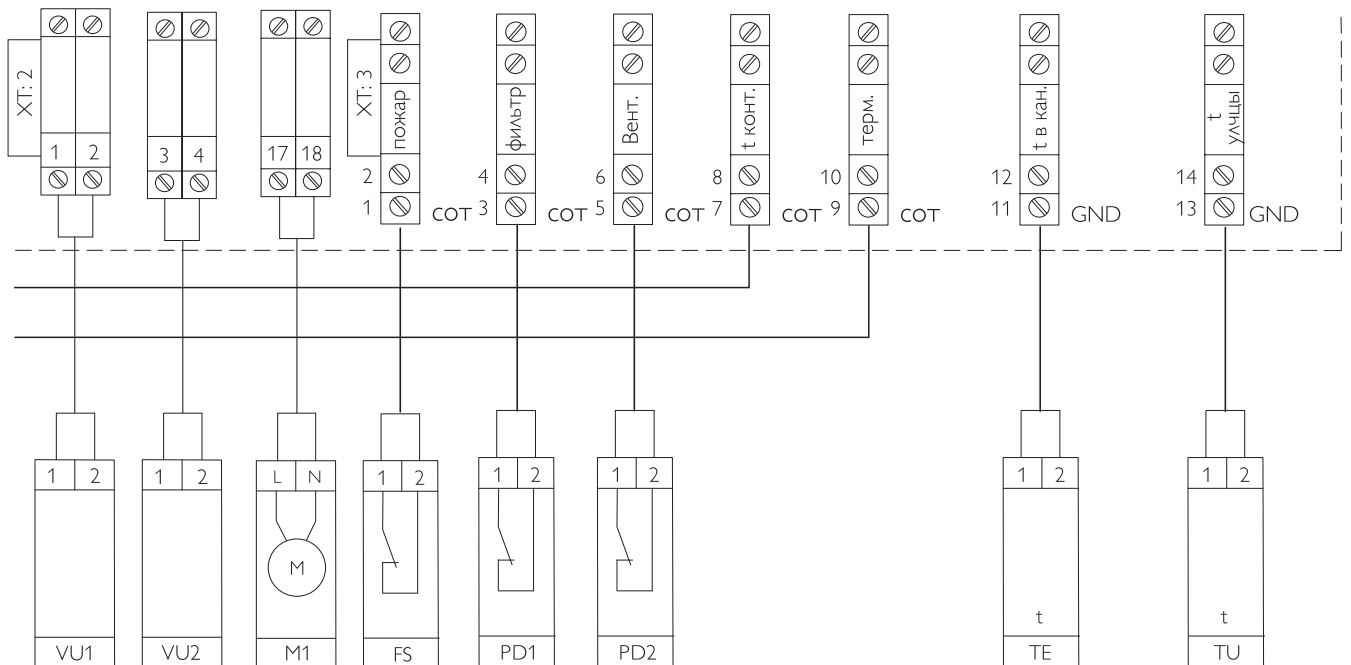 XT: 2
1 2
3 4
17 18
XT: 3
пожар
2
1
COT
фильтр
4
3
COT
Вент.
6
5
COT
t конт.
8
7
COT
терм.
10
9
COT
t в кан.
12
11
GND
t
улчцы
14
13
GND
1 2
VU1
1 2
VU2
L N
M
M1
1 2
FS
1 2
PD1
1 2
PD2
1 2
t
TE
1 2
t
TU